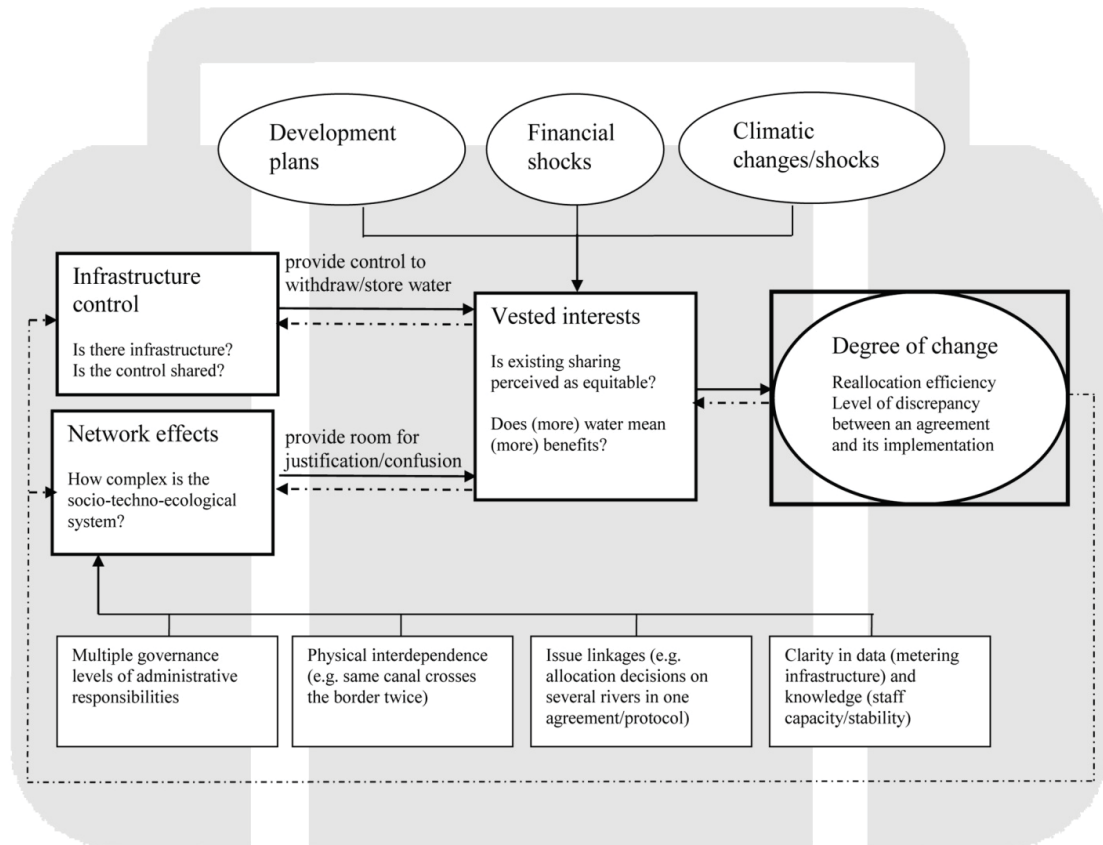 Development
plans
Financial
shocks
Climatic
changes/shocks
Infrastructure
control
Is there infrastructure?
Is the control shared?
provide control to
withdraw/store water
Vested interests
Is existing sharing
perceived as equitable?
Does (more) water mean
(more) benefits?
Degree of change
Reallocation efficiency
Level of discrepancy
between an agreement
and its implementation
Network effects
How complex is the
socio-techno-ecological
system?
provide room for
justification/confusion
Multiple governance
levels of administrative
responsibilities
Physical interdependence
(e.g. same canal crosses
the border twice)
Issue linkages (e.g.
allocation decisions on
several rivers in one
agreement/protocol)
Clarity in data (metering
infrastructure) and
knowledge (staff
capacity/stability)